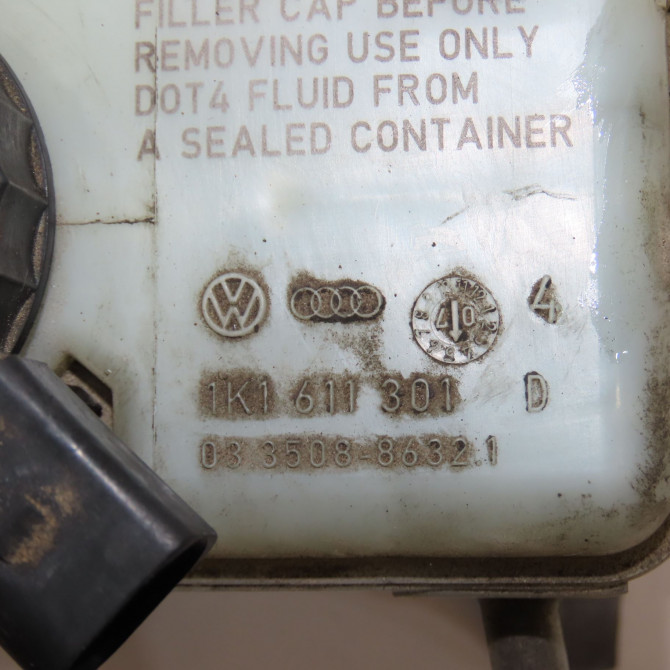 FILLER CAP BEFORE
REMOVING USE ONLY
DOT4 FLUID FROM
A SEALED CONTAINER
4
1K1 611 301 D
03 3508-8632.1